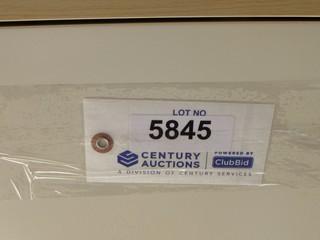 LOT NO
5845
CENTURY AUCTIONS
POWERED BY
ClubBid
A DIVISION OF CENTURY SERVICES